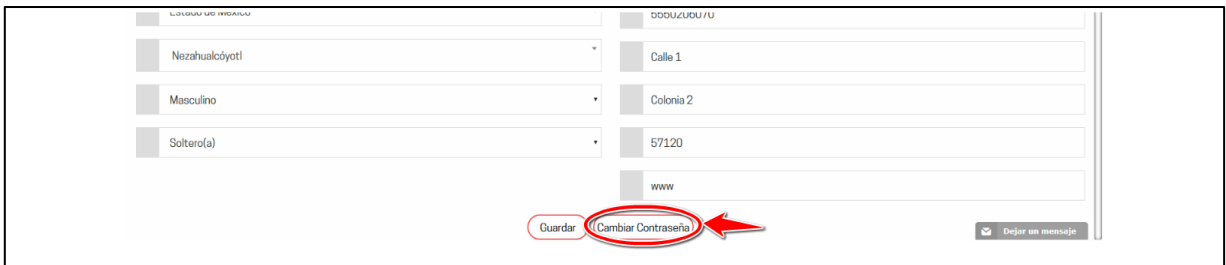 Estado de México
5550206070
Nezahualcóyotl
Calle 1
Masculino
Colonia 2
Soltero(a)
57120
www
Guardar
Cambiar Contraseña
Dejar un mensaje